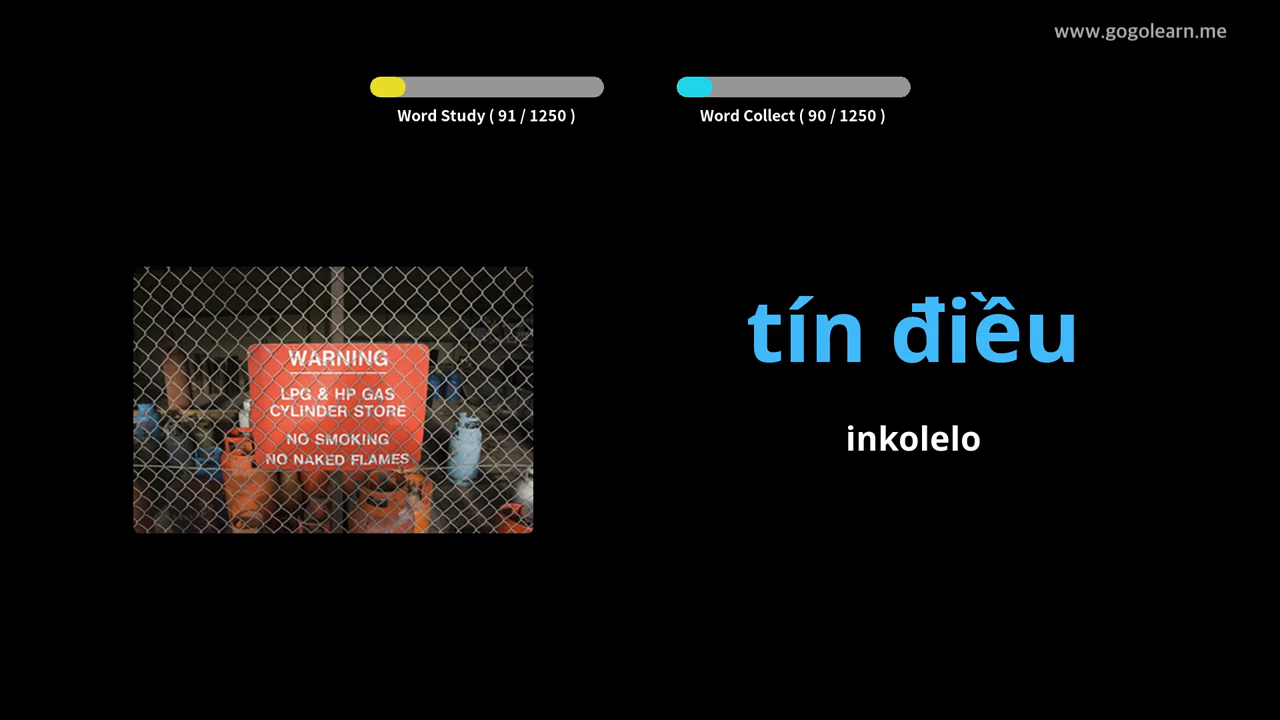 www.gogolearn.me
Word Study ( 91 / 1250 )
Word Collect ( 90 / 1250 )
WARNING
LPG & HP GAS
CYLINDER STORE
NO SMOKING
NO NAKED FLAMES
tín điều
inkolelo